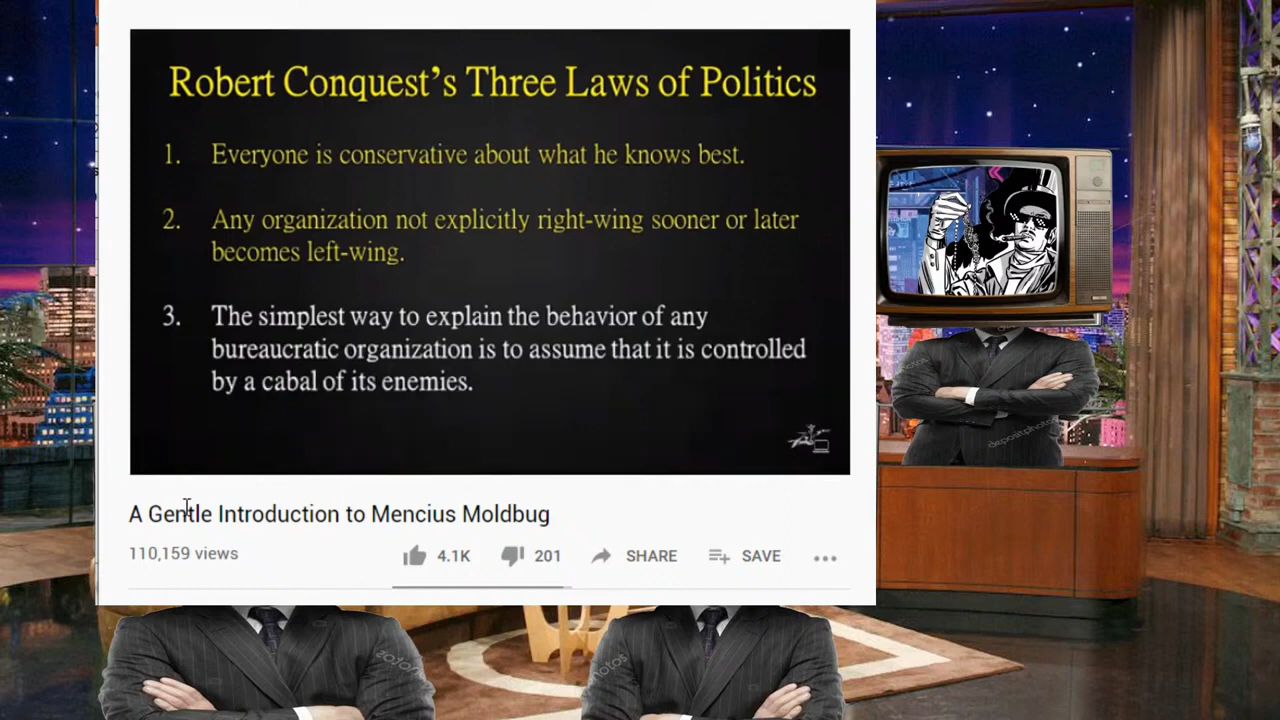 Robert Conquest's Three Laws of Politics
1. Everyone is conservative about what he knows best.
2. Any organization not explicitly right-wing sooner or later
becomes left-wing.
3. The simplest way to explain the behavior of any
bureaucratic organization is to assume that it is controlled
by a cabal of its enemies.
A Gentle Introduction to Mencius Moldbug
110,159 views
4.1K
201
SHARE
SAVE
depositphotos